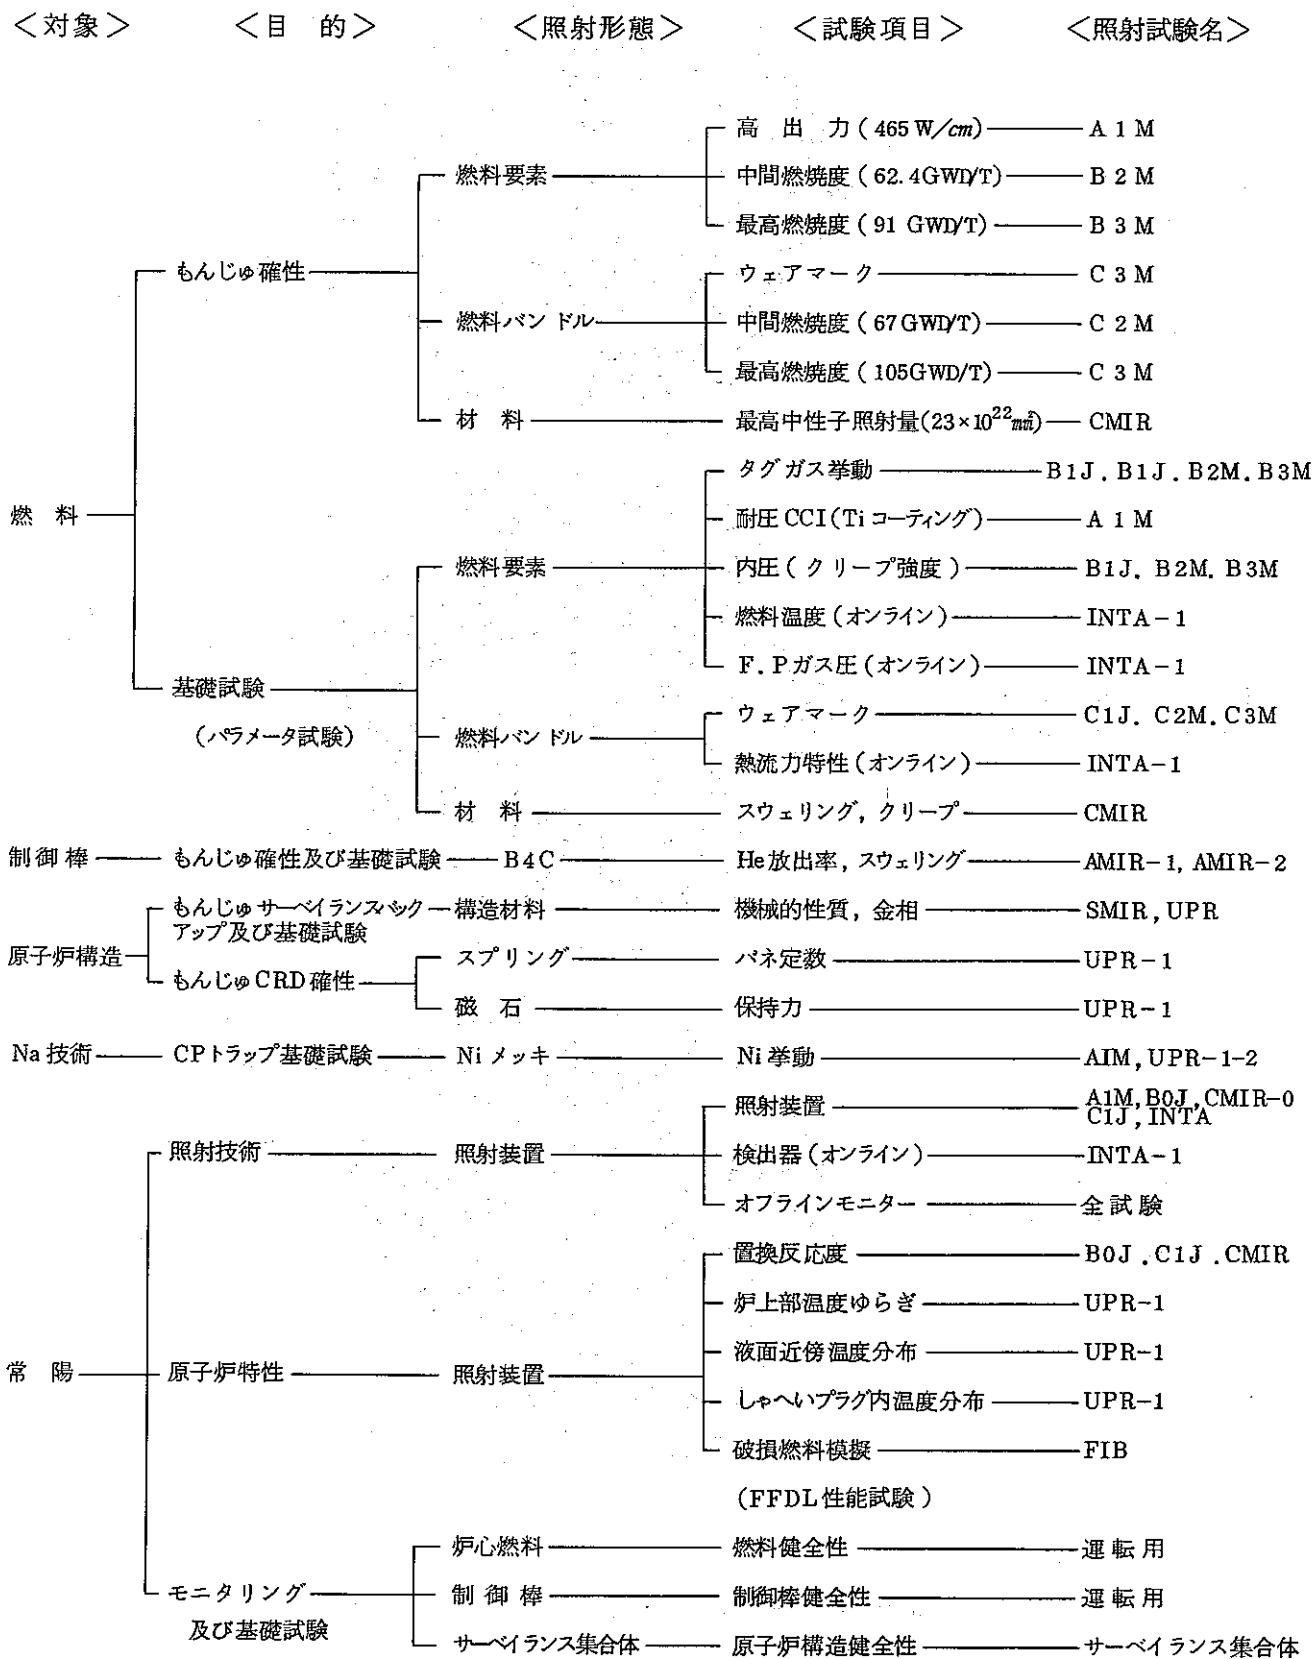 ＜対象＞ ＜目 的＞ ＜照射形態＞ ＜試験項目＞ ＜照射試験名＞
高 出 力 (465 W/cm) A 1 M
燃料要素 中間燃焼度 (62.4GWD/T) B 2 M
最高燃焼度 (91 GWD/T) B 3 M
もんじゅ確性 ウェアマーク C 3 M
燃料バンドル 中間燃焼度 (67GWD/T) C 2 M
最高燃焼度 (105GWD/T) C 3 M
材 料 最高中性子照射量(23×10²²) CMIR
タグガス挙動 B1J. B1J. B2M. B3M
燃 料 耐圧CCI(Tiコーティング) A 1 M
燃料要素 内圧(クリープ強度) B1J. B2M. B3M
燃料温度(オンライン) INTA-1
F.Pガス圧(オンライン) INTA-1
基礎試験 ウェアマーク C1J. C2M. C3M
(パラメータ試験) 燃料バンドル
熱流力特性(オンライン) INTA-1
材 料 スウェリング, クリープ CMIR
制御棒 もんじゅ確性及び基礎試験 B4C He放出率, スウェリング AMIR-1, AMIR-2
もんじゅサーベイランスバック 構造材料 機械的性質, 金相 SMIR, UPR
アップ及び基礎試験
原子炉構造 スプリング バネ定数 UPR-1
もんじゅCRD確性
磁 石 保持力 UPR-1
Na技術 CPトラップ基礎試験 Niメッキ Ni挙動 AIM, UPR-1-2
照射装置 A1M, B0J, CMIR-0
C1J, INTA
照射技術 照射装置 検出器(オンライン) INTA-1
オフラインモニター 全試験
置換反応度 B0J. C1J. CMIR
炉上部温度ゆらぎ UPR-1
液面近傍温度分布 UPR-1
常 陽 原子炉特性 照射装置
しゃへいプラグ内温度分布 UPR-1
破損燃料模擬 FIB
(FFDL性能試験)
炉心燃料 燃料健全性 運転用
モニタリング 制御棒 制御棒健全性 運転用
及び基礎試験
サーベイランス集合体 原子炉構造健全性 サーベイランス集合体